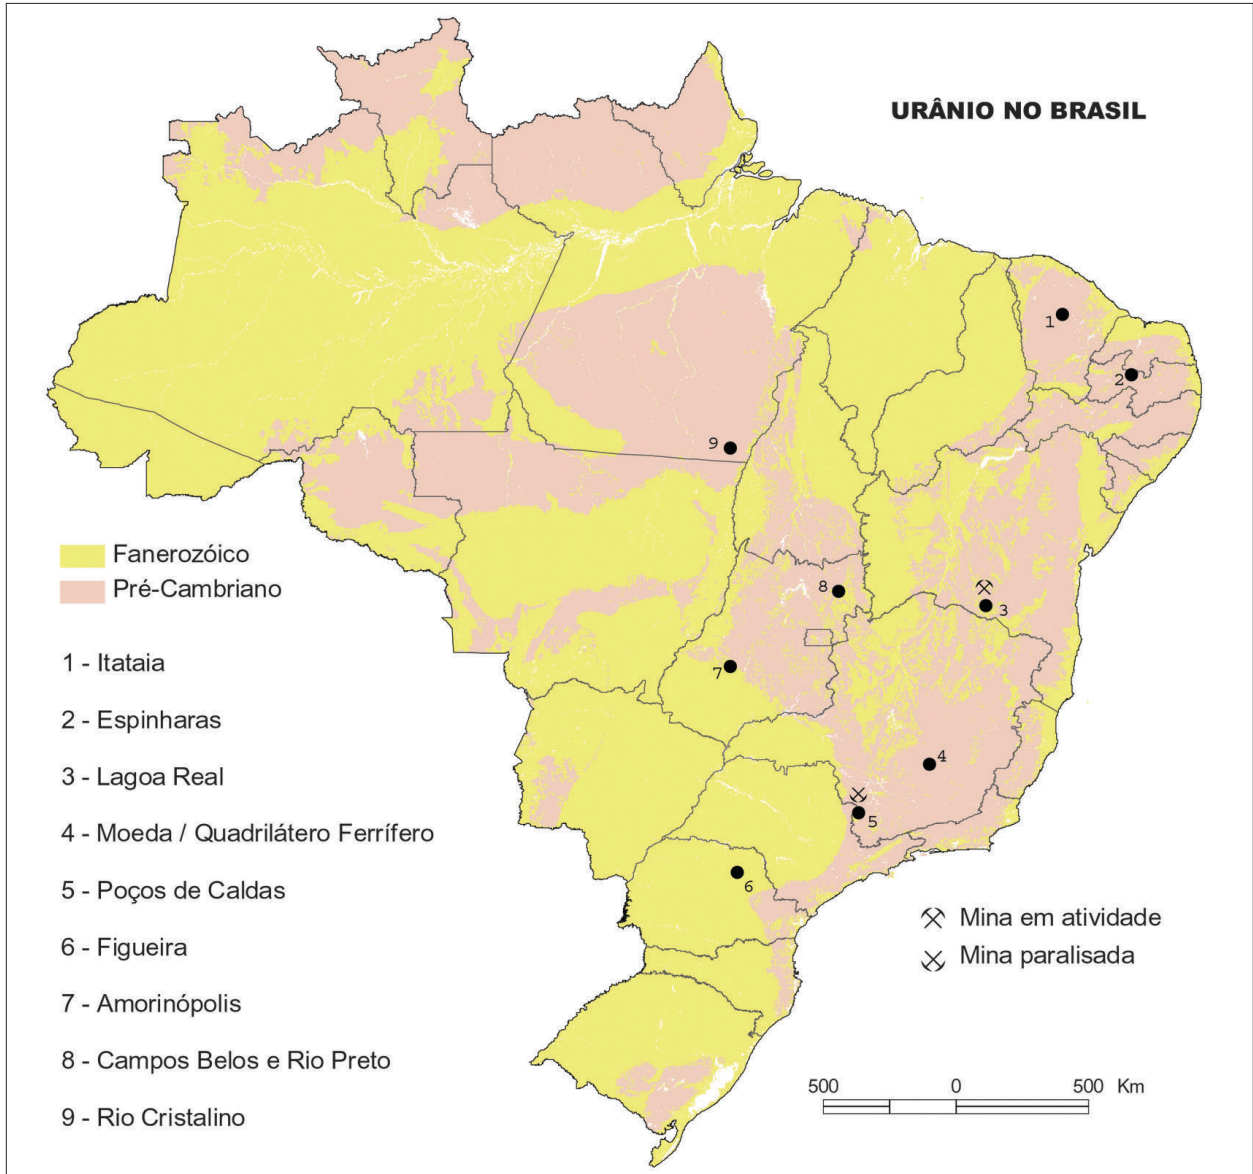 URÂNIO NO BRASIL
1
2
9
8
3
7
4
5
6
Fanerozóico
Pré-Cambriano
1 - Itataia
2 - Espinharas
3 - Lagoa Real
4 - Moeda / Quadrilátero Ferrífero
5 - Poços de Caldas
6 - Figueira
7 - Amorinópolis
8 - Campos Belos e Rio Preto
9 - Rio Cristalino
Mina em atividade
Mina paralisada
500 0 500 Km